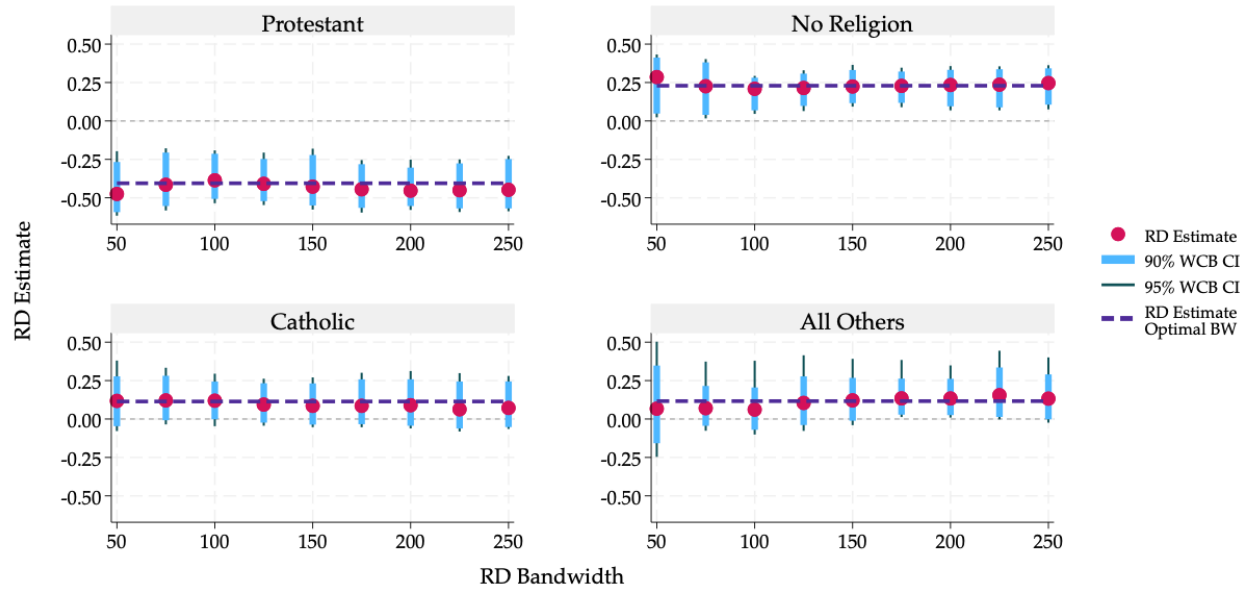 Protestant
0.50
0.25
0.00
-0.25
-0.50
50 100 150 200 250
No Religion
0.50
0.25
0.00
-0.25
-0.50
50 100 150 200 250
RD Estimate
Catholic
0.50
0.25
0.00
-0.25
-0.50
50 100 150 200 250
All Others
0.50
0.25
0.00
-0.25
-0.50
50 100 150 200 250
RD Bandwidth
RD Estimate
90% WCB CI
95% WCB CI
RD Estimate
Optimal BW